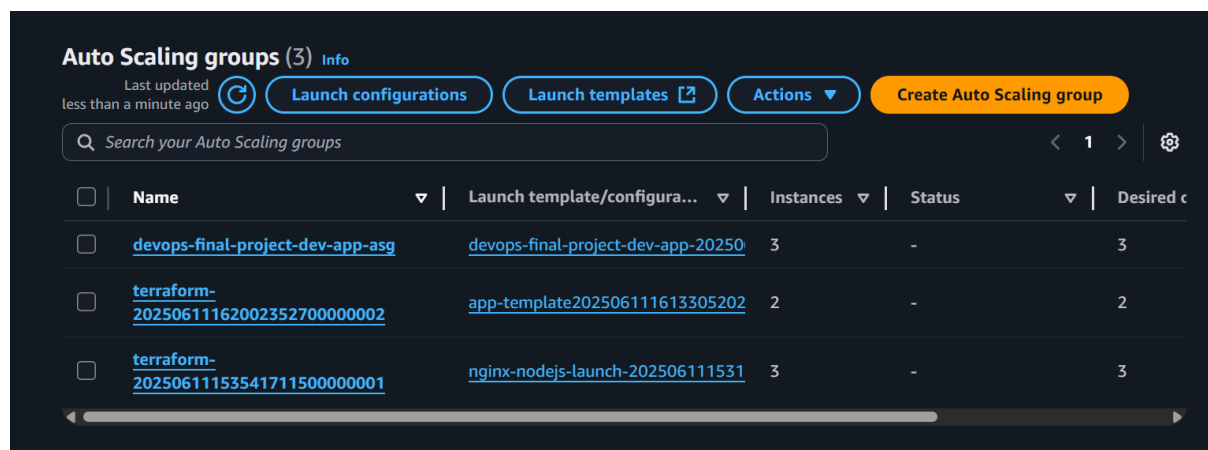 Auto Scaling groups (3) Info
Last updated
less than a minute ago
Launch configurations
Launch templates
Actions
Create Auto Scaling group
Search your Auto Scaling groups
1
Name Launch template/configura... Instances Status Desired c
devops-final-project-dev-app-asg devops-final-project-dev-app-20250 3 - 3
terraform-
20250611162002352700000002 app-template202506111613305202 2 - 2
terraform-
20250611153541711500000001 nginx-nodejs-launch-202506111531 3 - 3